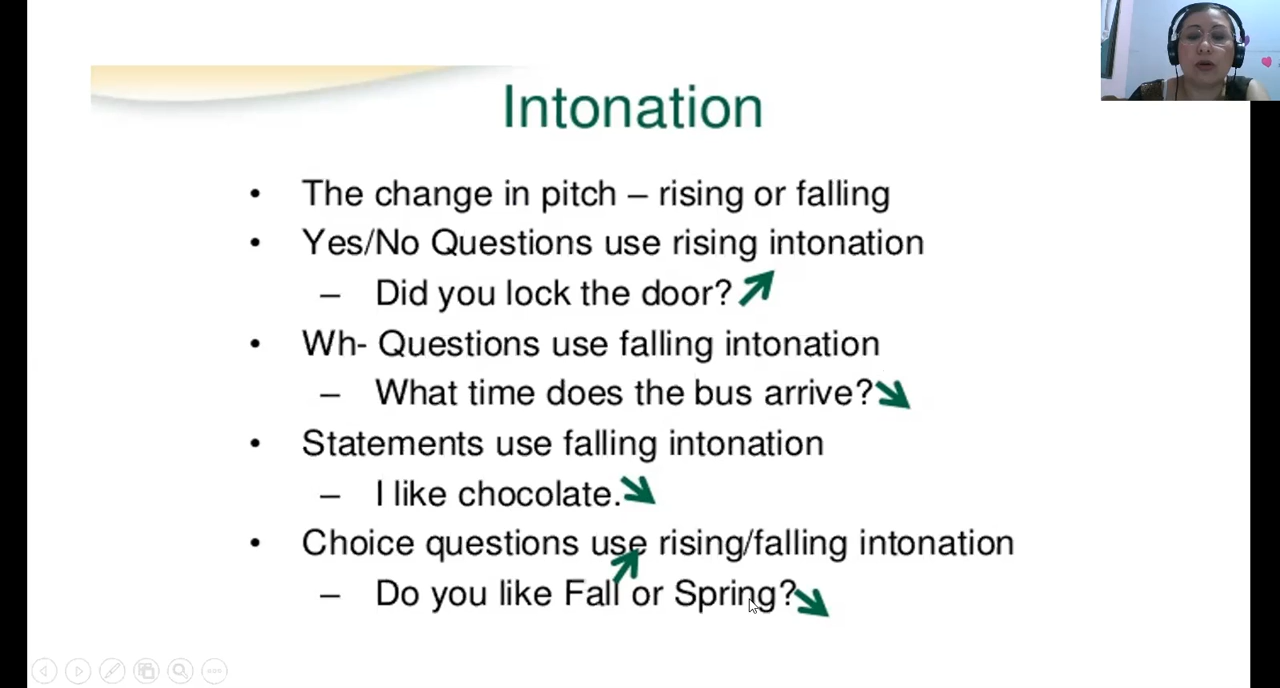 Intonation
• The change in pitch – rising or falling
• Yes/No Questions use rising intonation
– Did you lock the door?
• Wh- Questions use falling intonation
– What time does the bus arrive?
• Statements use falling intonation
– I like chocolate.
• Choice questions use rising/falling intonation
– Do you like Fall or Spring?